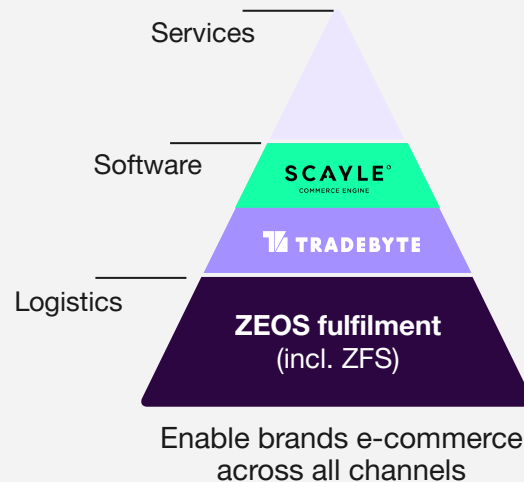 Services
Software
SCAYLE
COMMERCE ENGINE
TRADEBYTE
Logistics
ZEOS fulfilment
(incl. ZFS)
Enable brands e-commerce
across all channels